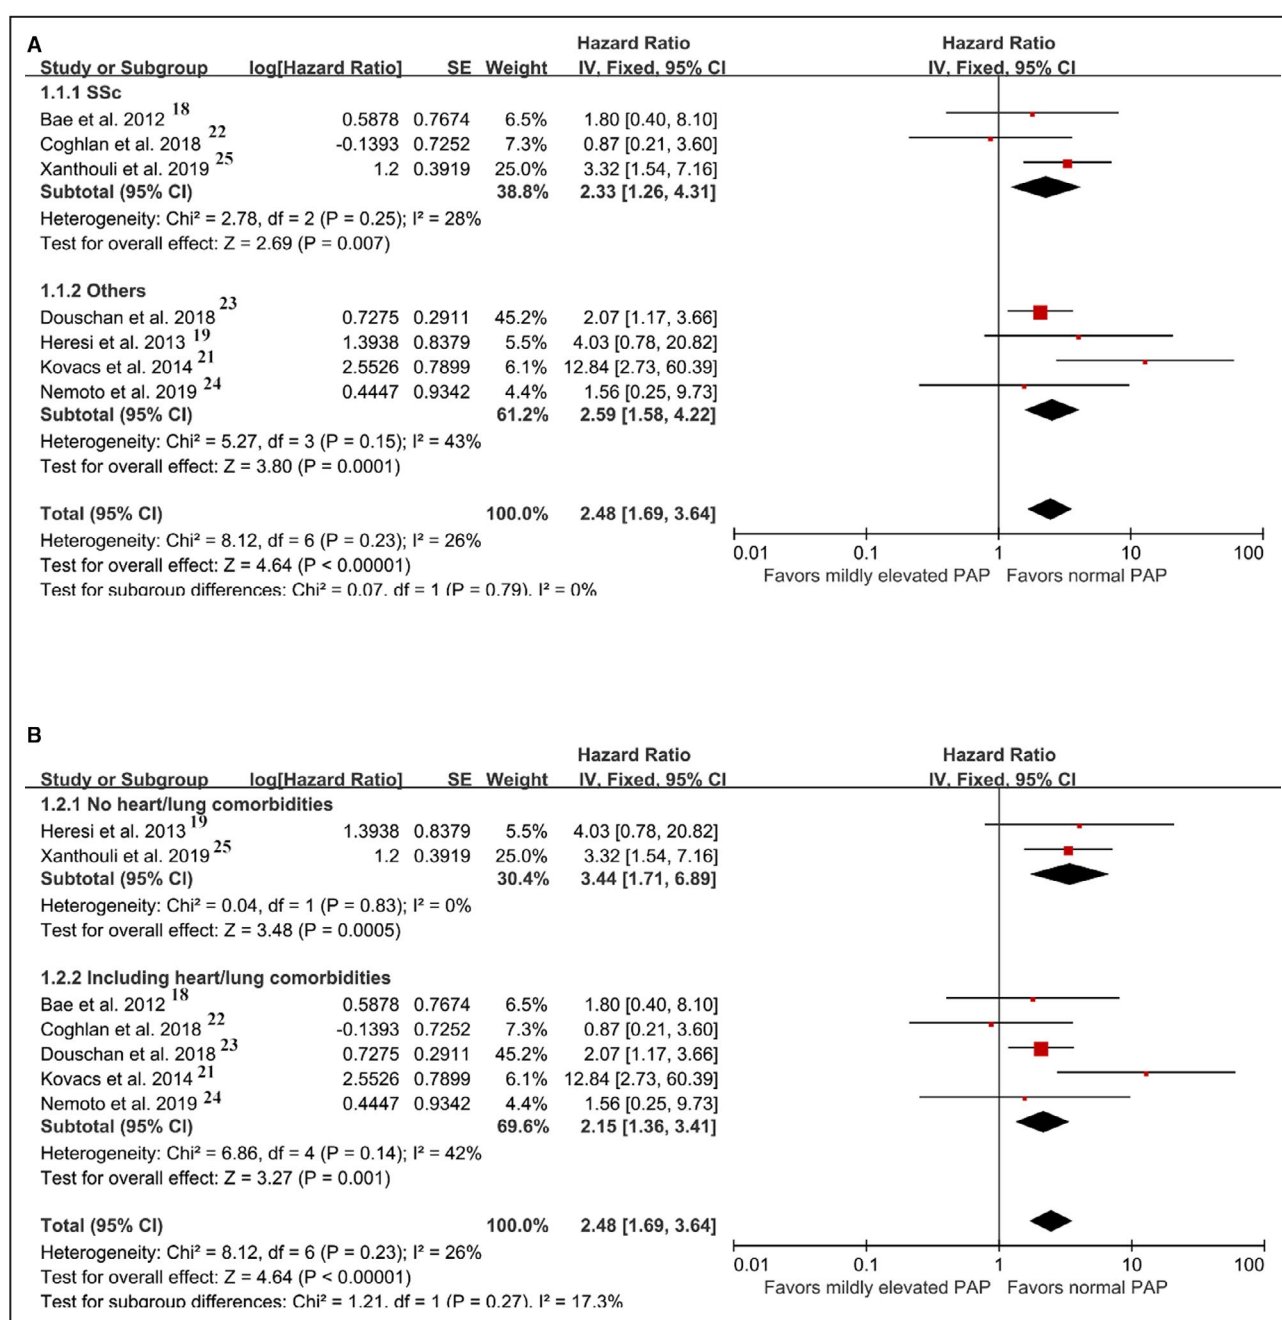 A
Hazard Ratio Hazard Ratio
Study or Subgroup log[Hazard Ratio] SE Weight IV, Fixed, 95% CI IV, Fixed, 95% CI
1.1.1 SSc
Bae et al. 2012 18 0.5878 0.7674 6.5% 1.80 [0.40, 8.10]
Coghlan et al. 2018 22 -0.1393 0.7252 7.3% 0.87 [0.21, 3.60]
Xanthouli et al. 2019 25 1.2 0.3919 25.0% 3.32 [1.54, 7.16]
Subtotal (95% CI) 38.8% 2.33 [1.26, 4.31]
Heterogeneity: Chi² = 2.78, df = 2 (P = 0.25); I² = 28%
Test for overall effect: Z = 2.69 (P = 0.007)
1.1.2 Others
Douschan et al. 2018 23 0.7275 0.2911 45.2% 2.07 [1.17, 3.66]
Heresi et al. 2013 19 1.3938 0.8379 5.5% 4.03 [0.78, 20.82]
Kovacs et al. 2014 21 2.5526 0.7899 6.1% 12.84 [2.73, 60.39]
Nemoto et al. 2019 24 0.4447 0.9342 4.4% 1.56 [0.25, 9.73]
Subtotal (95% CI) 61.2% 2.59 [1.58, 4.22]
Heterogeneity: Chi² = 5.27, df = 3 (P = 0.15); I² = 43%
Test for overall effect: Z = 3.80 (P = 0.0001)
Total (95% CI) 100.0% 2.48 [1.69, 3.64]
Heterogeneity: Chi² = 8.12, df = 6 (P = 0.23); I² = 26%
Test for overall effect: Z = 4.64 (P < 0.00001)
Test for subgroup differences: Chi² = 0.07, df = 1 (P = 0.79), I² = 0%
0.01 0.1 1 10 100
Favors mildly elevated PAP Favors normal PAP
B
Hazard Ratio Hazard Ratio
Study or Subgroup log[Hazard Ratio] SE Weight IV, Fixed, 95% CI IV, Fixed, 95% CI
1.2.1 No heart/lung comorbidities
Heresi et al. 2013 19 1.3938 0.8379 5.5% 4.03 [0.78, 20.82]
Xanthouli et al. 2019 25 1.2 0.3919 25.0% 3.32 [1.54, 7.16]
Subtotal (95% CI) 30.4% 3.44 [1.71, 6.89]
Heterogeneity: Chi² = 0.04, df = 1 (P = 0.83); I² = 0%
Test for overall effect: Z = 3.48 (P = 0.0005)
1.2.2 Including heart/lung comorbidities
Bae et al. 2012 18 0.5878 0.7674 6.5% 1.80 [0.40, 8.10]
Coghlan et al. 2018 22 -0.1393 0.7252 7.3% 0.87 [0.21, 3.60]
Douschan et al. 2018 23 0.7275 0.2911 45.2% 2.07 [1.17, 3.66]
Kovacs et al. 2014 21 2.5526 0.7899 6.1% 12.84 [2.73, 60.39]
Nemoto et al. 2019 24 0.4447 0.9342 4.4% 1.56 [0.25, 9.73]
Subtotal (95% CI) 69.6% 2.15 [1.36, 3.41]
Heterogeneity: Chi² = 6.86, df = 4 (P = 0.14); I² = 42%
Test for overall effect: Z = 3.27 (P = 0.001)
Total (95% CI) 100.0% 2.48 [1.69, 3.64]
Heterogeneity: Chi² = 8.12, df = 6 (P = 0.23); I² = 26%
Test for overall effect: Z = 4.64 (P < 0.00001)
Test for subgroup differences: Chi² = 1.21, df = 1 (P = 0.27), I² = 17.3%
0.01 0.1 1 10 100
Favors mildly elevated PAP Favors normal PAP